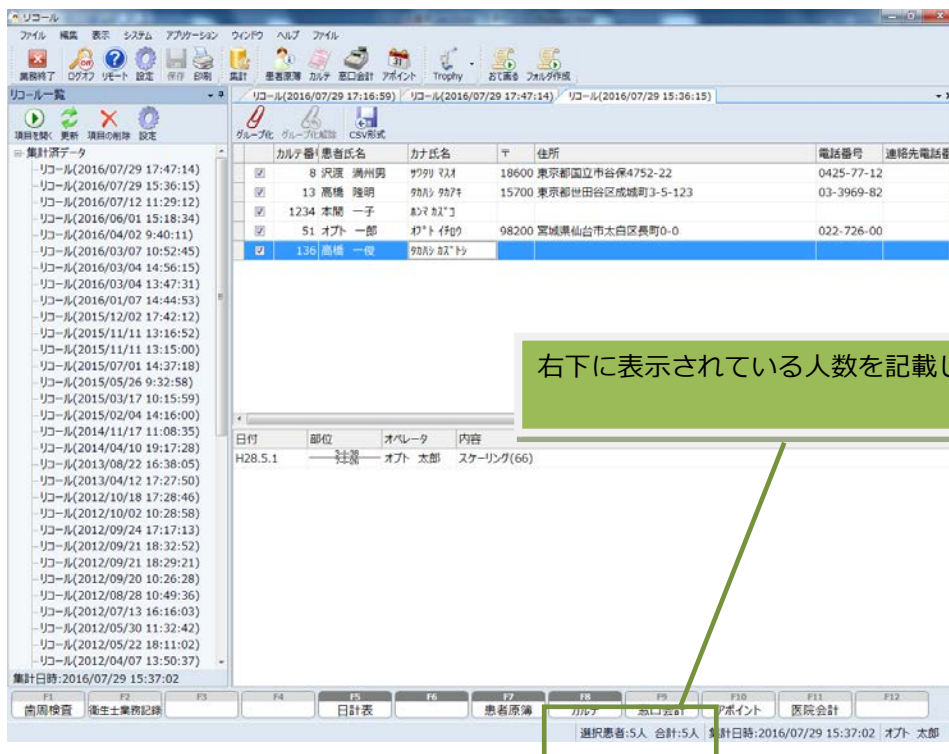 リコール
ファイル 編集 表示 システム アプリケーション ウィンドウ ヘルプ ファイル
業務終了 ログオフ リモート 設定 保存 印刷 集計 患者原簿 カルテ 窓口会計 アポイント Trophy おて画る フォルダ作成
リコール一覧
リコール(2016/07/29 17:16:59) リコール(2016/07/29 17:47:14) リコール(2016/07/29 15:36:15)
項目を開く 更新 項目の削除 設定
グループ化 グループ化解除 CSV形式
集計済データ
リコール(2016/07/29 17:47:14)
リコール(2016/07/29 15:36:15)
リコール(2016/07/12 11:29:12)
リコール(2016/06/01 15:18:34)
リコール(2016/04/02 9:40:11)
リコール(2016/03/07 10:52:45)
リコール(2016/03/04 14:56:15)
リコール(2016/03/04 13:47:31)
リコール(2016/01/07 14:44:53)
リコール(2015/12/02 17:42:12)
リコール(2015/11/11 13:16:52)
リコール(2015/11/11 13:15:00)
リコール(2015/07/01 14:37:18)
リコール(2015/05/26 9:32:58)
リコール(2015/03/17 10:15:59)
リコール(2015/02/04 14:16:00)
リコール(2014/11/17 11:08:35)
リコール(2014/04/10 19:17:28)
リコール(2013/08/22 16:38:05)
リコール(2013/04/12 17:27:50)
リコール(2012/10/18 17:28:46)
リコール(2012/10/02 10:28:58)
リコール(2012/09/24 17:17:13)
リコール(2012/09/21 18:32:52)
リコール(2012/09/21 18:29:21)
リコール(2012/09/20 10:26:28)
リコール(2012/08/28 10:49:36)
リコール(2012/07/13 16:16:03)
リコール(2012/05/30 11:32:42)
リコール(2012/05/22 18:11:02)
リコール(2012/04/07 13:50:37)
集計日時:2016/07/29 15:37:02
カルテ番 患者氏名 カナ氏名 〒 住所 電話番号 連絡先電話番
8 沢渡 満州男 サワタリ マスオ 18600 東京都国立市谷保4752-22 0425-77-12
13 高橋 隆明 タカハシ タカアキ 15700 東京都世田谷区成城町3-5-123 03-3969-82
1234 本間 一子 ホンマ カズコ
51 オプト 一郎 オプト イチロウ 98200 宮城県仙台市太白区長町0-0 022-726-00
136 高橋 一俊 タカハシ カズトシ
右下に表示されている人数を記載し
日付 部位 オペレータ 内容
H28.5.1 オプト 太郎 スケーリング(66)
F1 F2 F3 F4 F5 F6 F7 F8 F9 F10 F11 F12
歯周検査 衛生士業務記録 日計表 患者原簿 カルテ 窓口会計 アポイント 医院会計
選択患者:5人 合計:5人 集計日時:2016/07/29 15:37:02 オプト 太郎